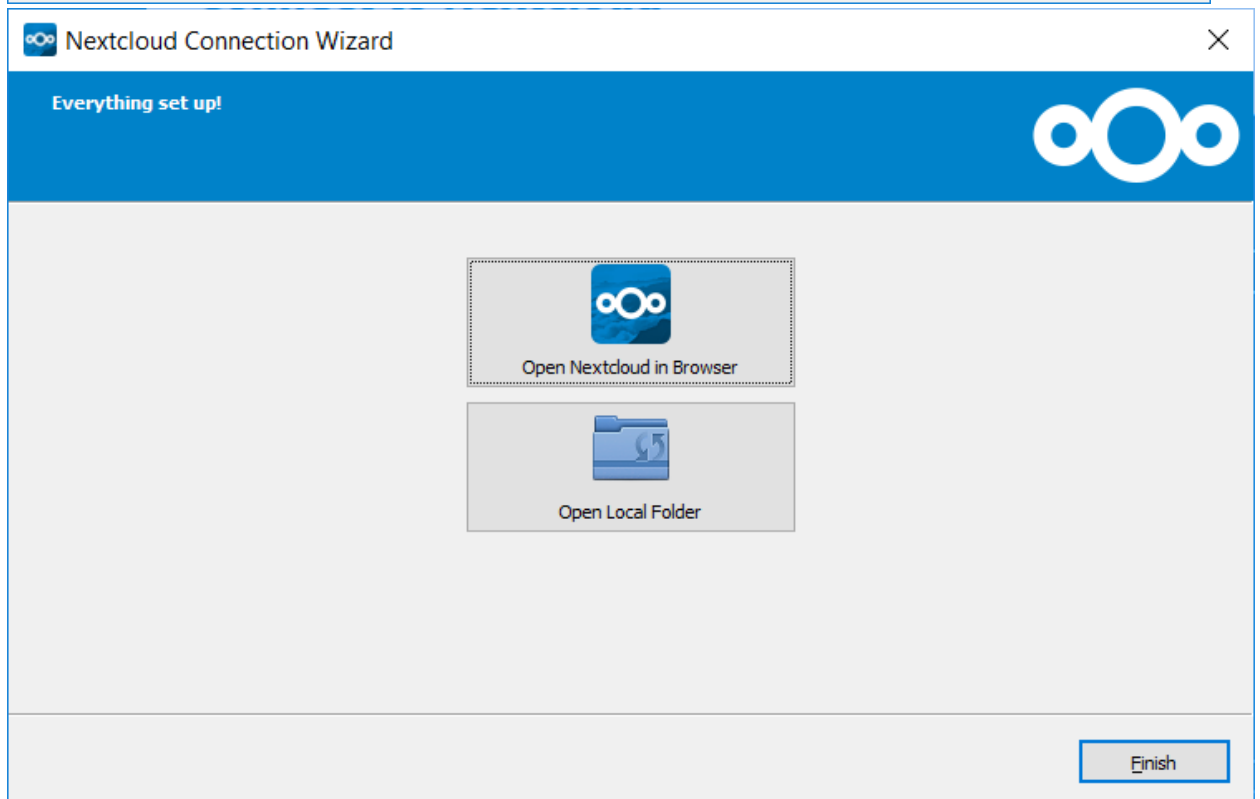 Nextcloud Connection Wizard
Everything set up!
Open Nextcloud in Browser
Open Local Folder
Finish